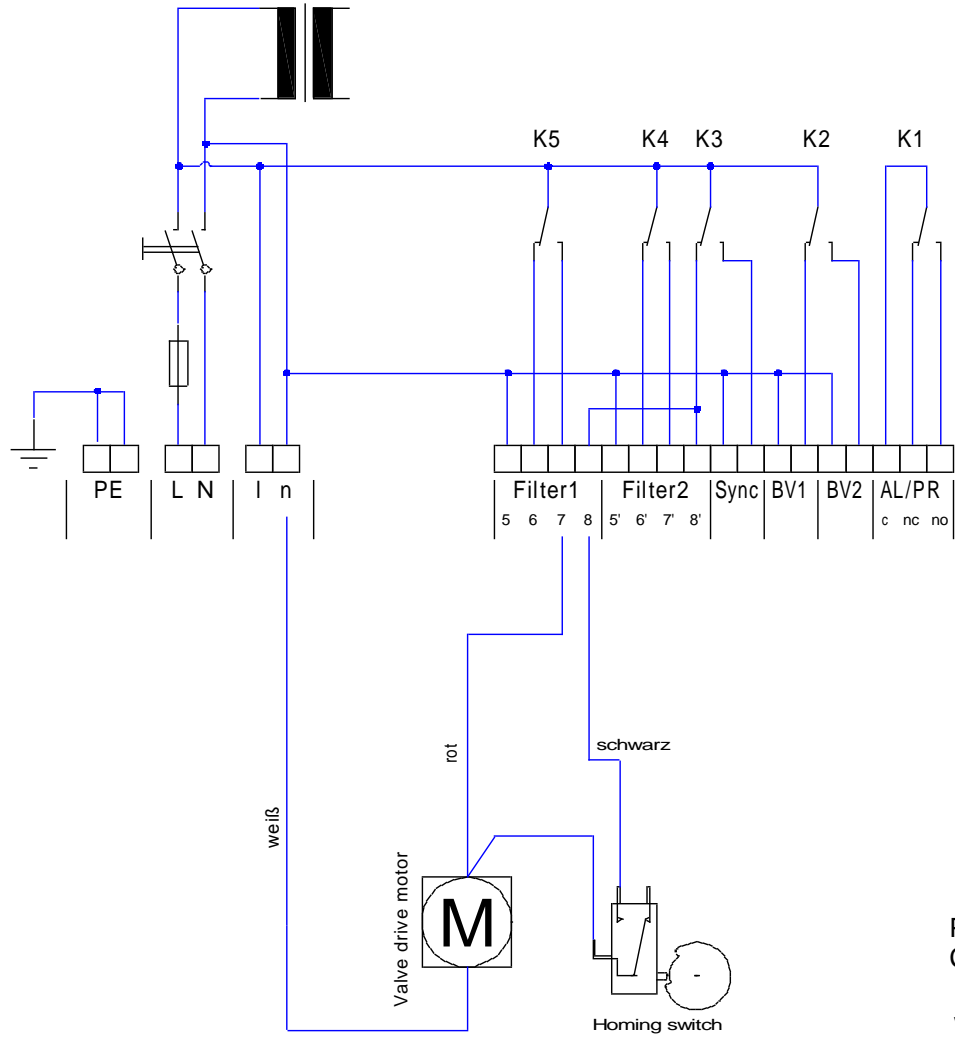 K5 K4 K3 K2 K1
PE L N l n Filter1 Filter2 Sync BV1 BV2 AL/PR
5 6 7 8 5' 6' 7' 8' c nc no
rot
schwarz
weiß
Valve drive motor
M
Homing switch